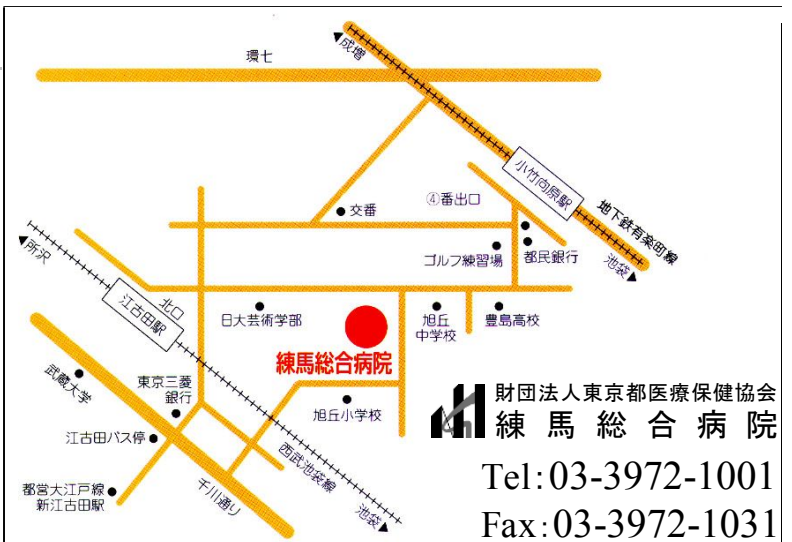 ▲成増
環七
小竹向原駅
地下鉄有楽町線
池袋▲
④番出口
交番
都民銀行
ゴルフ練習場
▲所沢
北口
江古田駅
日大芸術学部
旭丘
中学校
豊島高校
練馬総合病院
武蔵大学
東京三菱
銀行
旭丘小学校
江古田バス停
西武池袋線
池袋▲
都営大江戸線
新江古田駅
千川通り
財団法人東京都医療保健協会
練馬総合病院
Tel:03-3972-1001
Fax:03-3972-1031